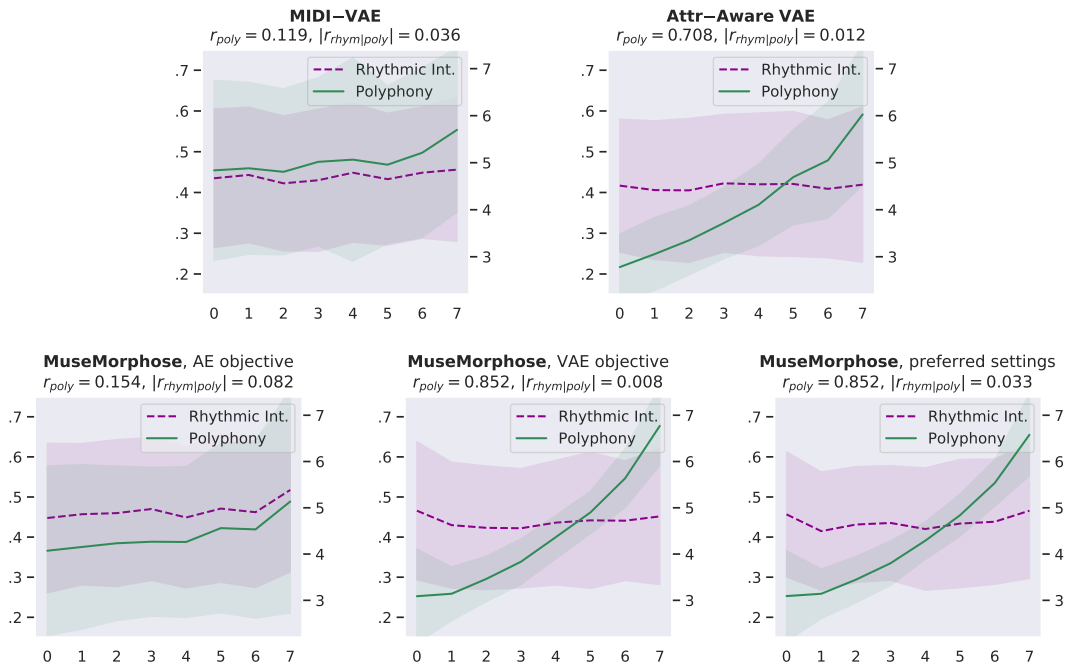 MIDI−VAE
r_poly = 0.119, |r_rhym|poly| = 0.036
.7
.6
.5
.4
.3
.2
7
6
5
4
3
Rhythmic Int.
Polyphony
0 1 2 3 4 5 6 7
Attr−Aware VAE
r_poly = 0.708, |r_rhym|poly| = 0.012
.7
.6
.5
.4
.3
.2
7
6
5
4
3
Rhythmic Int.
Polyphony
0 1 2 3 4 5 6 7
MuseMorphose, AE objective
r_poly = 0.154, |r_rhym|poly| = 0.082
.7
.6
.5
.4
.3
.2
7
6
5
4
3
Rhythmic Int.
Polyphony
0 1 2 3 4 5 6 7
MuseMorphose, VAE objective
r_poly = 0.852, |r_rhym|poly| = 0.008
.7
.6
.5
.4
.3
.2
7
6
5
4
3
Rhythmic Int.
Polyphony
0 1 2 3 4 5 6 7
MuseMorphose, preferred settings
r_poly = 0.852, |r_rhym|poly| = 0.033
.7
.6
.5
.4
.3
.2
7
6
5
4
3
Rhythmic Int.
Polyphony
0 1 2 3 4 5 6 7